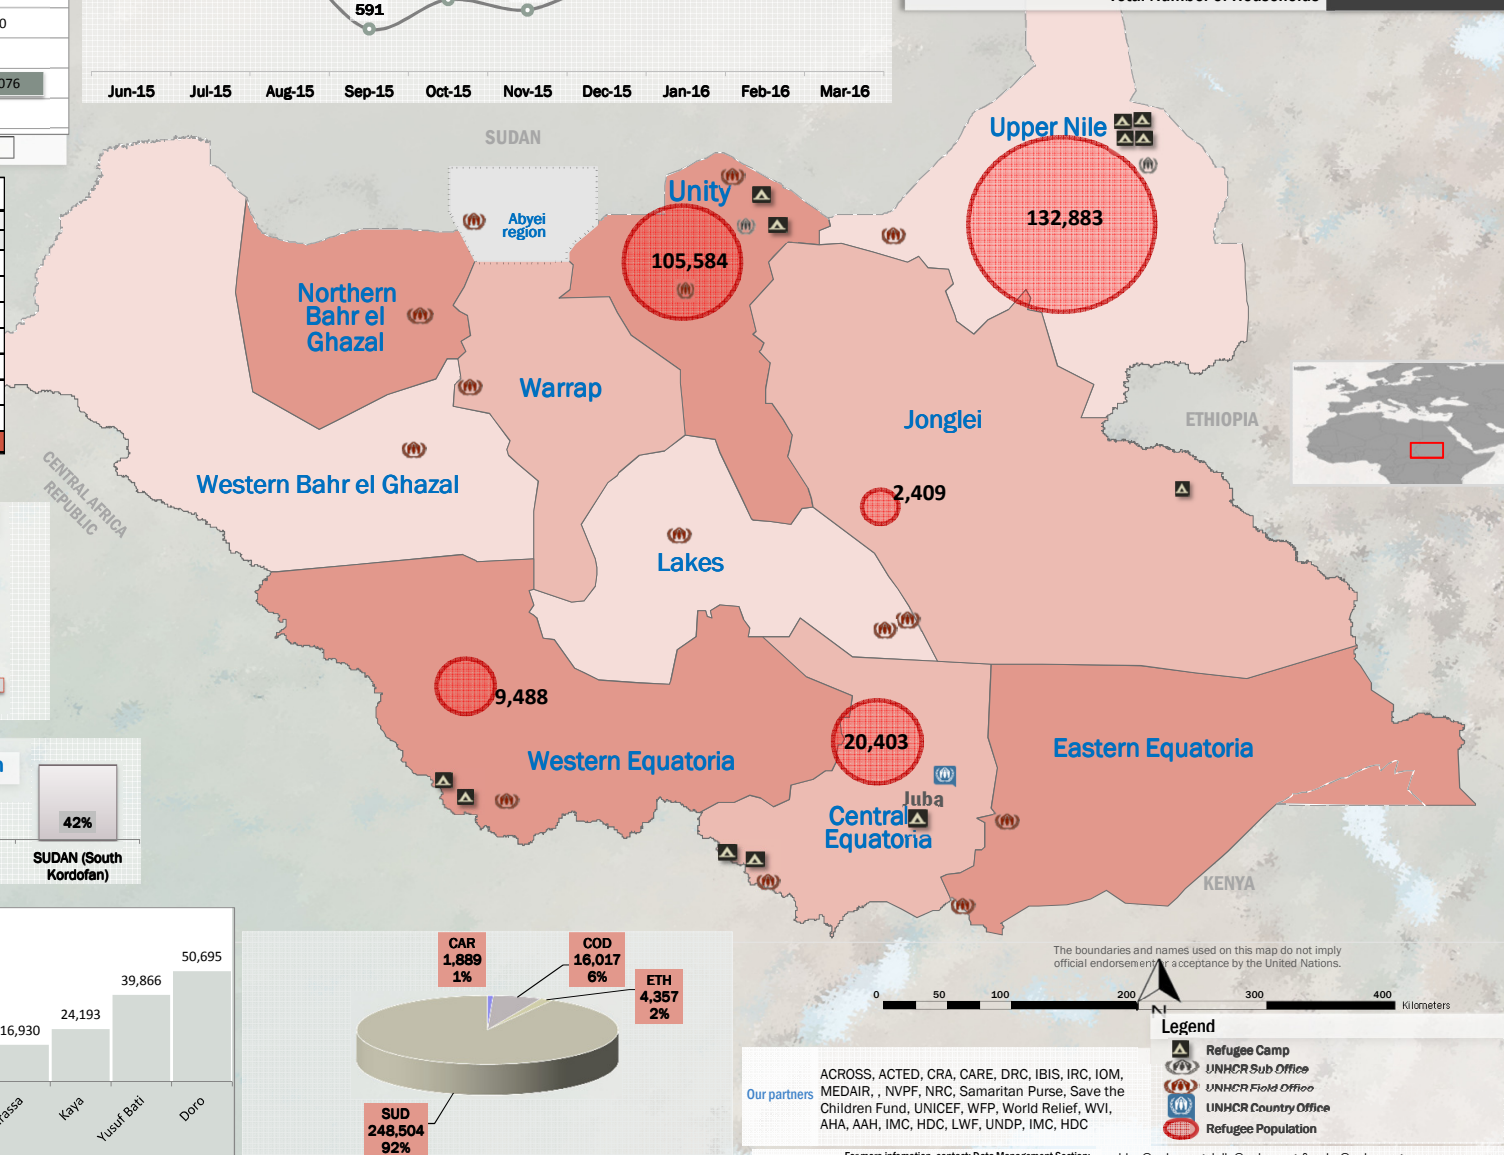 591
0
076
Jun-15 Jul-15 Aug-15 Sep-15 Oct-15 Nov-15 Dec-15 Jan-16 Feb-16 Mar-16
SUDAN
Upper Nile
132,883
Unity
105,584
Abyei
region
Northern
Bahr el
Ghazal
Warrap
Jonglei
ETHIOPIA
Western Bahr el Ghazal
CENTRAL AFRICA
REPUBLIC
2,409
Lakes
9,488
20,403
Western Equatoria
Eastern Equatoria
Juba
Central
Equatoria
KENYA
42%
SUDAN (South
Kordofan)
50,695
39,866
24,193
16,930
Kaya
Yusuf Bati
Doro
CAR
1,889
1%
COD
16,017
6%
ETH
4,357
2%
SUD
248,504
92%
The boundaries and names used on this map do not imply
official endorsement or acceptance by the United Nations.
0 50 100 200 300 400
Kilometers
N
Legend
Refugee Camp
UNHCR Sub Office
UNHCR Field Office
UNHCR Country Office
Refugee Population
Our partners
ACROSS, ACTED, CRA, CARE, DRC, IBIS, IRC, IOM,
MEDAIR, , NVPF, NRC, Samaritan Purse, Save the
Children Fund, UNICEF, WFP, World Relief, WVI,
AHA, AAH, IMC, HDC, LWF, UNDP, IMC, HDC